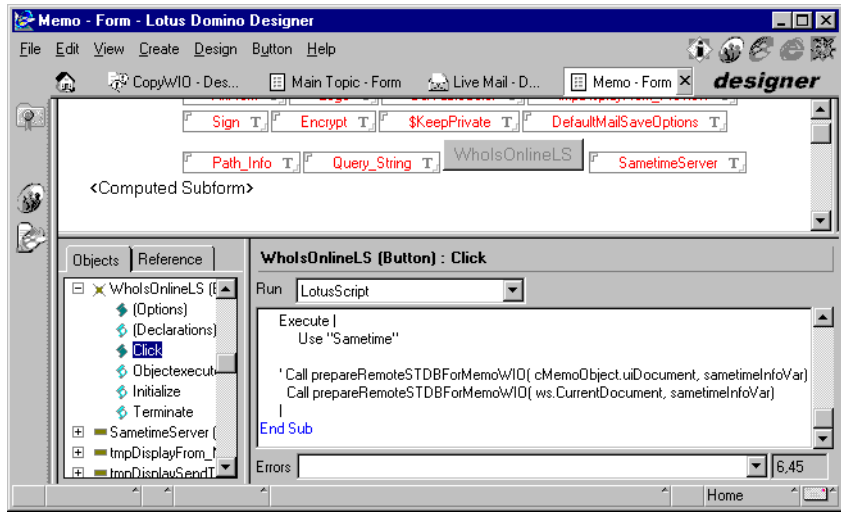 Memo - Form - Lotus Domino Designer
File Edit View Create Design Button Help
CopyWIO - Des... Main Topic - Form Live Mail - D... Memo - Form designer
Sign T Encrypt T $KeepPrivate T DefaultMailSaveOptions T
Path_Info T Query_String T WhoIsOnlineLS SametimeServer T
<Computed Subform>
Objects Reference
WhoIsOnlineLS (B
(Options)
(Declarations)
Click
Objectexecut
Initialize
Terminate
SametimeServer (
tmpDisplayFrom_
tmpDisplaySendT
WhoIsOnlineLS (Button) : Click
Run LotusScript
Execute |
Use "Sametime"
' Call prepareRemoteSTDBForMemoWIO( cMemoObject.uiDocument, sametimeInfoVar)
Call prepareRemoteSTDBForMemoWIO( ws.CurrentDocument, sametimeInfoVar)
|
End Sub
Errors 6,45
Home